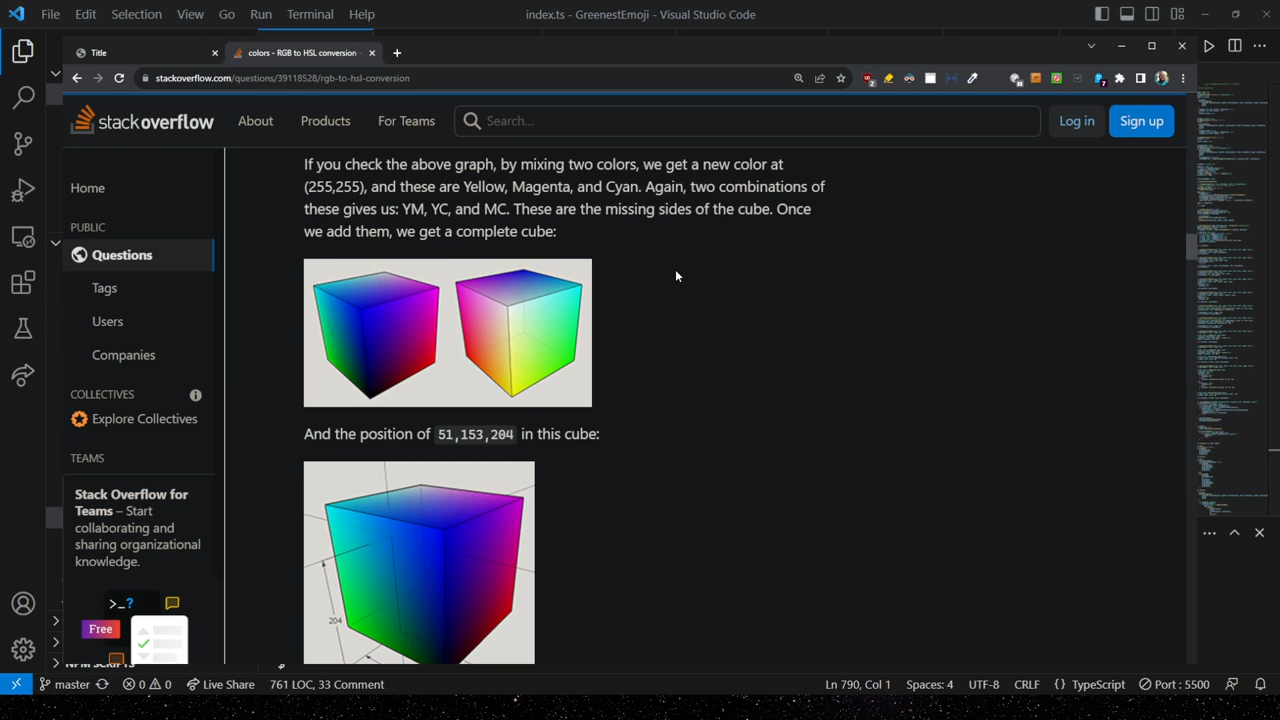 File Edit Selection View Go Run Terminal Help index.ts - GreenestEmoji - Visual Studio Code
Title colors - RGB to HSL conversion -
stackoverflow.com/questions/39118528/rgb-to-hsl-conversion
2 7
stackoverflow About Products For Teams Log in Sign up
Home
PUBLIC
Questions
Tags
Users
Companies
COLLECTIVES
Explore Collectives
TEAMS
Stack Overflow for
Teams – Start
collaborating and
sharing organizational
knowledge.
>_?
Free
If you check the above graph, by mixing two colors, we get a new color at
(255,255), and these are Yellow, Magenta, and Cyan. Again, two combinations of
these gives us: YM, YC, and MC. These are the missing sides of the cube. Once
we add them, we get a complete cube:
And the position of 51,153,204 in this cube:
204
NPM SCRIPTS
master 0 0 Live Share 761 LOC, 33 Comment Ln 790, Col 1 Spaces: 4 UTF-8 CRLF {} TypeScript Port : 5500